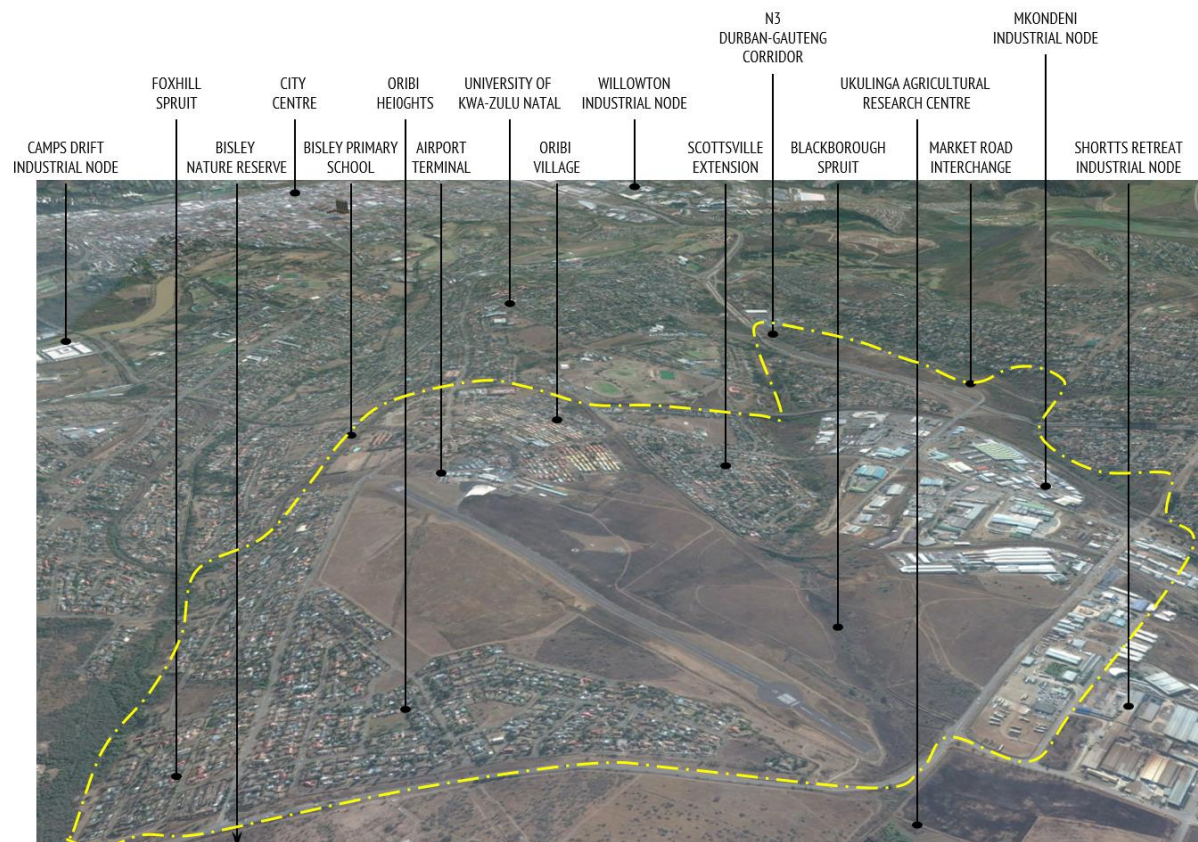 N3
DURBAN-GAUTENG
CORRIDOR
MKONDENI
INDUSTRIAL NODE
FOXHILL
SPRUIT
CITY
CENTRE
ORIBI
HEI0GHTS
UNIVERSITY OF
KWA-ZULU NATAL
WILLOWTON
INDUSTRIAL NODE
UKULINGA AGRICULTURAL
RESEARCH CENTRE
CAMPS DRIFT
INDUSTRIAL NODE
BISLEY
NATURE RESERVE
BISLEY PRIMARY
SCHOOL
AIRPORT
TERMINAL
ORIBI
VILLAGE
SCOTTSVILLE
EXTENSION
BLACKBOROUGH
SPRUIT
MARKET ROAD
INTERCHANGE
SHORTTS RETREAT
INDUSTRIAL NODE